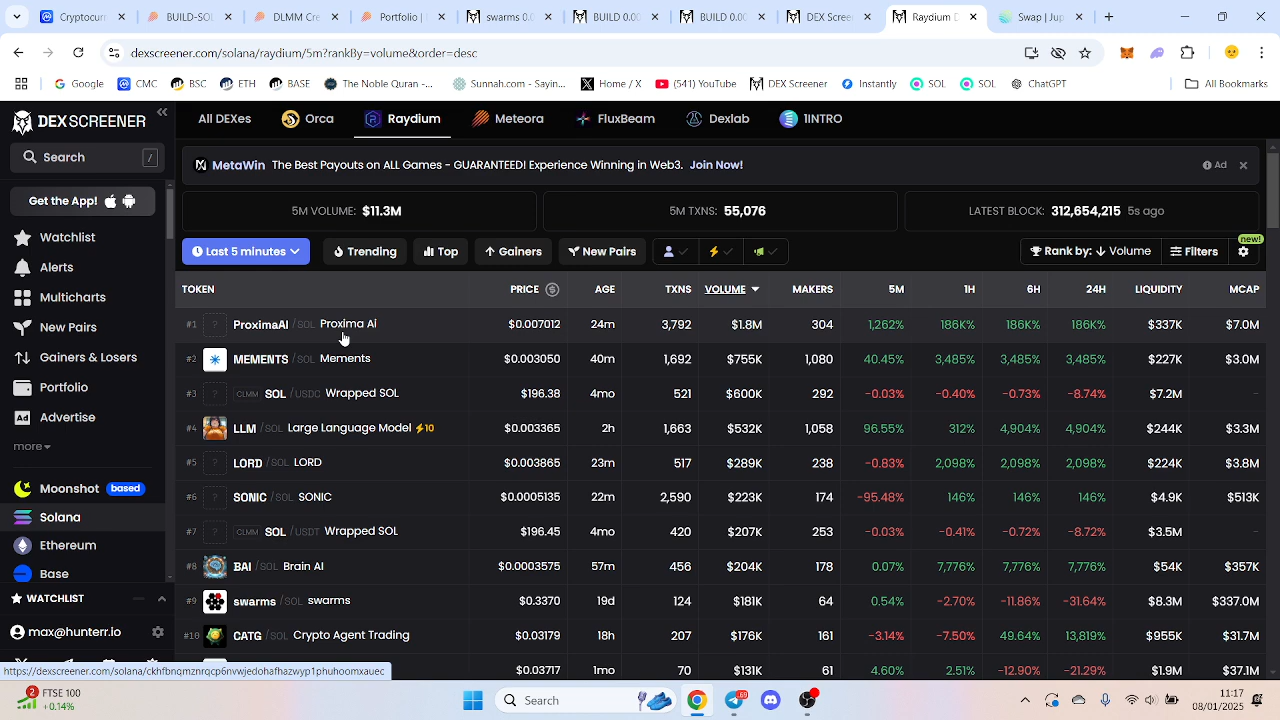 Cryptocurr
BUILD-SOL
DLMM Cre
Portfolio |
swarms 0.
BUILD 0.00
BUILD 0.00
DEX Scree
Raydium D
Swap | Jup
dexscreener.com/solana/raydium/5m?rankBy=volume&order=desc
Google
CMC
BSC
ETH
BASE
The Noble Quran -...
Sunnah.com - Sayin...
Home / X
(541) YouTube
DEX Screener
Instantly
SOL
SOL
ChatGPT
All Bookmarks
DEXSCREENER
Search /
Get the App!
Watchlist
Alerts
Multicharts
New Pairs
Gainers & Losers
Portfolio
Ad Advertise
more
Moonshot based
Solana
Ethereum
Base
WATCHLIST
max@hunterr.io
All DEXes Orca Raydium Meteora FluxBeam Dexlab 1INTRO
MetaWin The Best Payouts on ALL Games - GUARANTEED! Experience Winning in Web3. Join Now! Ad
5M VOLUME: $11.3M 5M TXNS: 55,076 LATEST BLOCK: 312,654,215 5s ago
Last 5 minutes Trending Top Gainers New Pairs Rank by: Volume Filters new!
TOKEN PRICE AGE TXNS VOLUME MAKERS 5M 1H 6H 24H LIQUIDITY MCAP
#1 ? ProximaAI /SOL Proxima Ai $0.007012 24m 3,792 $1.8M 304 1,262% 186K% 186K% 186K% $337K $7.0M
#2 MEMENTS /SOL Mements $0.003050 40m 1,692 $755K 1,080 40.45% 3,485% 3,485% 3,485% $227K $3.0M
#3 ? CLMM SOL /USDC Wrapped SOL $196.38 4mo 521 $600K 292 -0.03% -0.40% -0.73% -8.74% $7.2M -
#4 LLM /SOL Large Language Model 10 $0.003365 2h 1,663 $532K 1,058 96.55% 312% 4,904% 4,904% $244K $3.3M
#5 ? LORD /SOL LORD $0.003865 23m 517 $289K 238 -0.83% 2,098% 2,098% 2,098% $224K $3.8M
#6 ? SONIC /SOL SONIC $0.0005135 22m 2,590 $223K 174 -95.48% 146% 146% 146% $4.9K $513K
#7 ? CLMM SOL /USDT Wrapped SOL $196.45 4mo 420 $207K 253 -0.03% -0.41% -0.72% -8.72% $3.5M -
#8 BAI /SOL Brain AI $0.0003575 57m 456 $204K 178 0.07% 7,776% 7,776% 7,776% $54K $357K
#9 swarms /SOL swarms $0.3370 19d 124 $181K 64 0.54% -2.70% -11.86% -31.64% $8.3M $337.0M
#10 CATG /SOL Crypto Agent Trading $0.03179 18h 207 $176K 161 -3.14% -7.50% 49.64% 13,819% $955K $31.7M
$0.03717 1mo 70 $131K 61 4.60% 2.51% -12.90% -21.29% $1.9M $37.1M
https://dexscreener.com/solana/ckhfbnqmznrqcp6nvwjedohafhazwyp1phuhoomxauec
2
FTSE 100
+0.14%
Search
69
11:17
08/01/2025